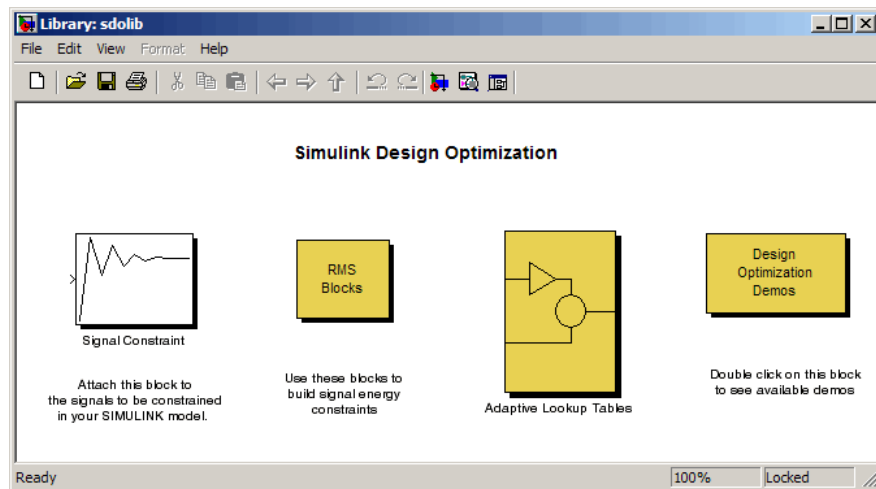 Library: sdolib
File Edit View Format Help
Simulink Design Optimization
RMS
Blocks
Design
Optimization
Demos
Signal Constraint
Attach this block to
the signals to be constrained
in your SIMULINK model.
Use these blocks to
build signal energy
constraints
Adaptive Lookup Tables
Double click on this block
to see available demos
Ready 100% Locked